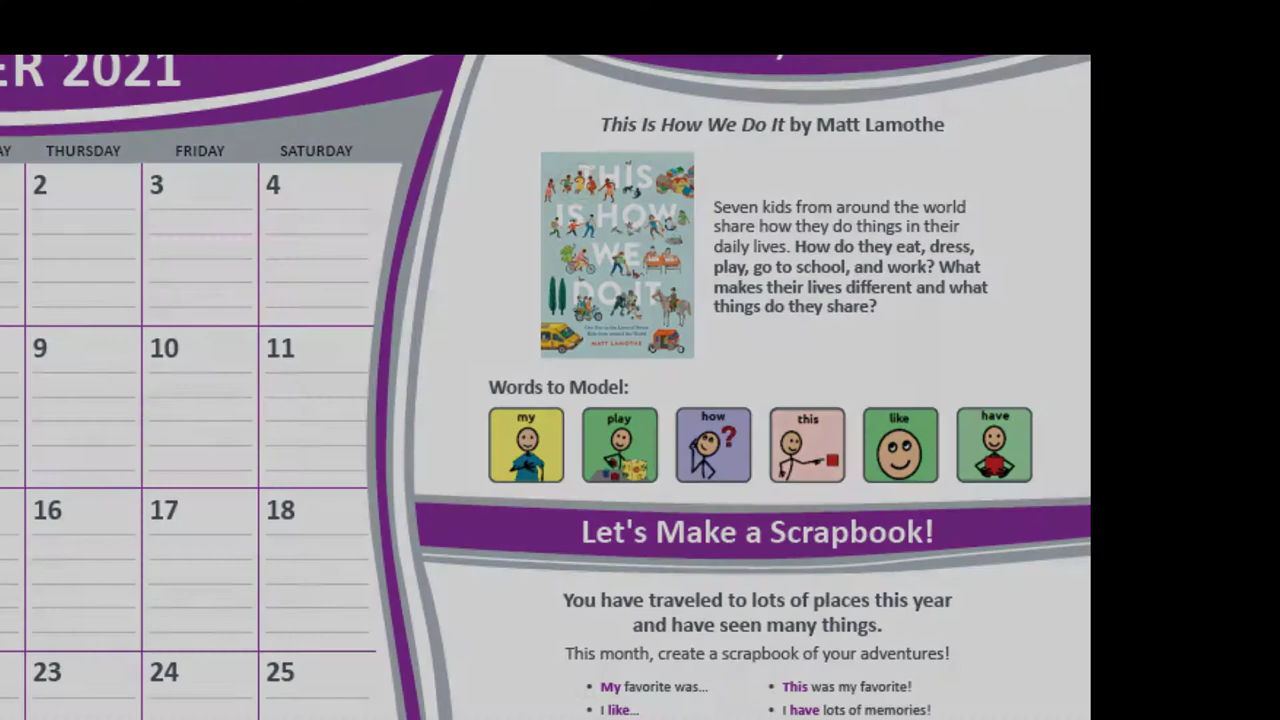 ER 2021
AY THURSDAY FRIDAY SATURDAY
2 3 4
9 10 11
16 17 18
23 24 25
This Is How We Do It by Matt Lamothe
THIS
IS HOW
WE
DO IT
MATT LAMOTHE
Seven kids from around the world
share how they do things in their
daily lives. How do they eat, dress,
play, go to school, and work? What
makes their lives different and what
things do they share?
Words to Model:
my play how this like have
Let's Make a Scrapbook!
You have traveled to lots of places this year
and have seen many things.
This month, create a scrapbook of your adventures!
• My favorite was... • This was my favorite!
• I like... • I have lots of memories!